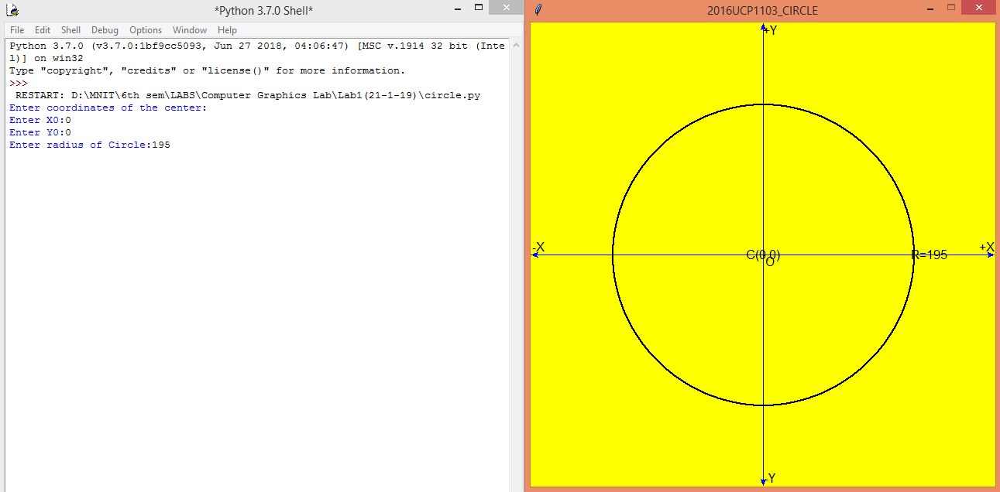 *Python 3.7.0 Shell*
File Edit Shell Debug Options Window Help
Python 3.7.0 (v3.7.0:1bf9cc5093, Jun 27 2018, 04:06:47) [MSC v.1914 32 bit (Inte
l)] on win32
Type "copyright", "credits" or "license()" for more information.
>>>
RESTART: D:\MNIT\6th sem\LABS\Computer Graphics Lab\Lab1(21-1-19)\circle.py
Enter coordinates of the center:
Enter X0:0
Enter Y0:0
Enter radius of Circle:195
2016UCP1103_CIRCLE
+Y
-X
+X
C(0,0)
R=195
O
-Y